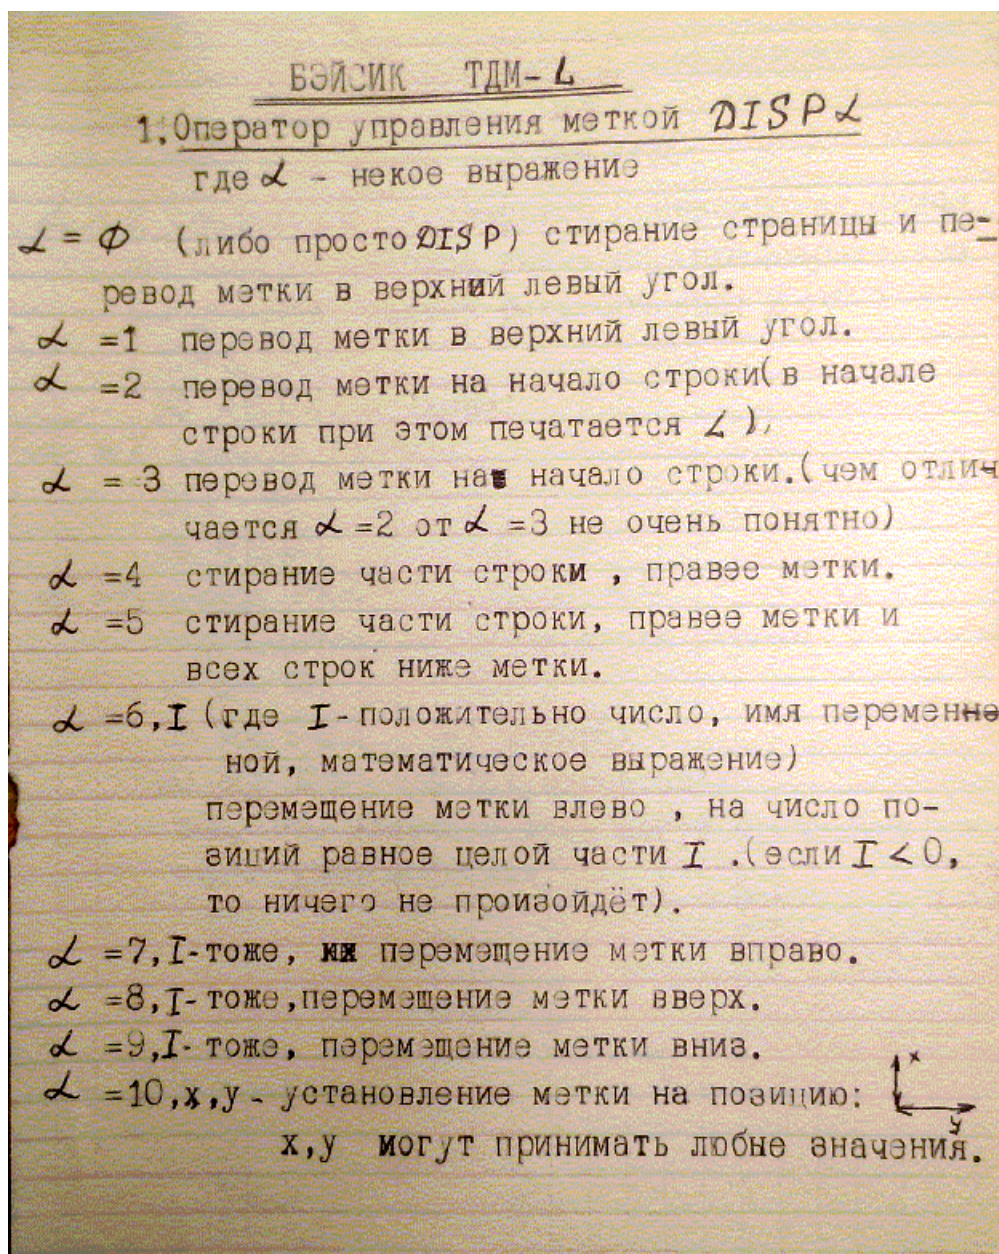 БЭЙСИК ТДМ-L
1.Оператор управления меткой DISP α
где α - некое выражение
α = Ф (либо просто DISP) стирание страницы и пе-
ревод метки в верхний левый угол.
α =1 перевод метки в верхний левый угол.
α =2 перевод метки на начало строки(в начале
строки при этом печатается ∠ ),
α = 3 перевод метки на начало строки.(чем отлич
чается α =2 от α =3 не очень понятно)
α =4 стирание части строки , правее метки.
α =5 стирание части строки, правее метки и
всех строк ниже метки.
α =6,I (где I-положительно число, имя переменне
ной, математическое выражение)
перемещение метки влево , на число по-
зиций равное целой части I .(если I < 0,
то ничего не произойдёт).
α =7,I-тоже, перемещение метки вправо.
α =8,I-тоже,перемещение метки вверх.
α =9,I-тоже, перемещение метки вниз.
α =10,х,у - установление метки на позицию:
x
y
х,у могут принимать любые значения.